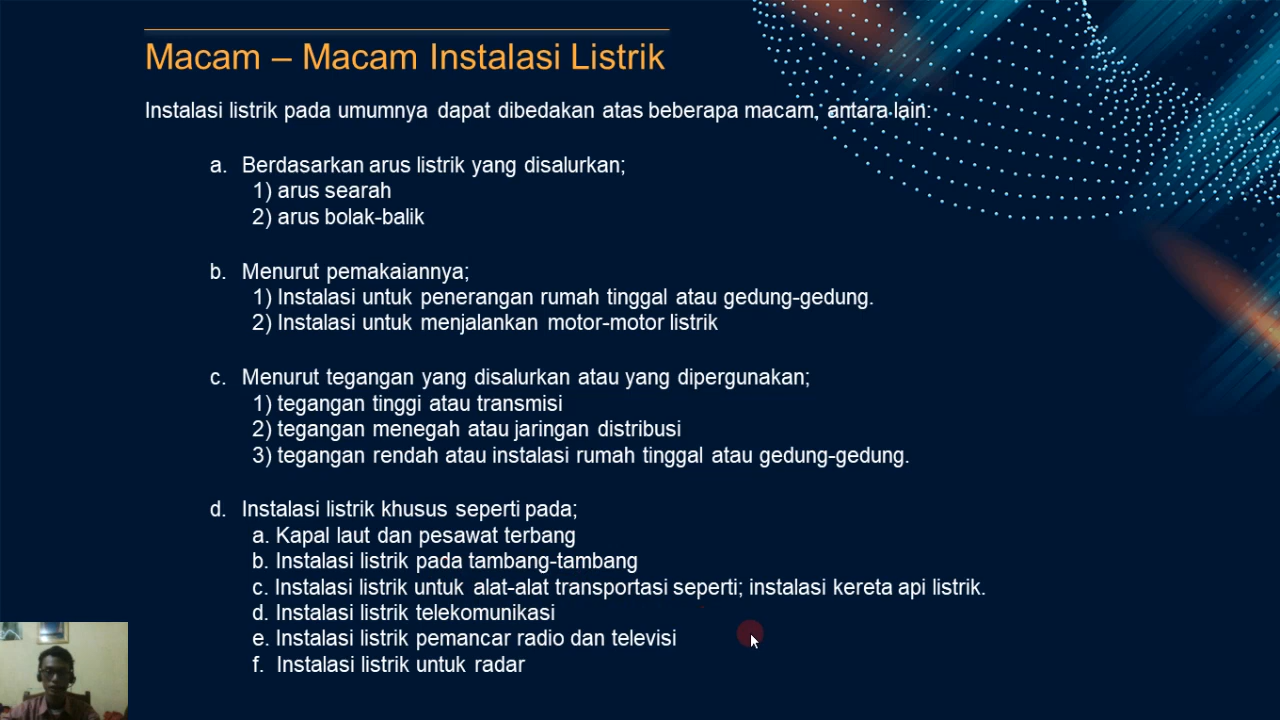 Macam – Macam Instalasi Listrik
Instalasi listrik pada umumnya dapat dibedakan atas beberapa macam, antara lain:
a. Berdasarkan arus listrik yang disalurkan;
1) arus searah
2) arus bolak-balik
b. Menurut pemakaiannya;
1) Instalasi untuk penerangan rumah tinggal atau gedung-gedung.
2) Instalasi untuk menjalankan motor-motor listrik
c. Menurut tegangan yang disalurkan atau yang dipergunakan;
1) tegangan tinggi atau transmisi
2) tegangan menegah atau jaringan distribusi
3) tegangan rendah atau instalasi rumah tinggal atau gedung-gedung.
d. Instalasi listrik khusus seperti pada;
a. Kapal laut dan pesawat terbang
b. Instalasi listrik pada tambang-tambang
c. Instalasi listrik untuk alat-alat transportasi seperti; instalasi kereta api listrik.
d. Instalasi listrik telekomunikasi
e. Instalasi listrik pemancar radio dan televisi
f. Instalasi listrik untuk radar